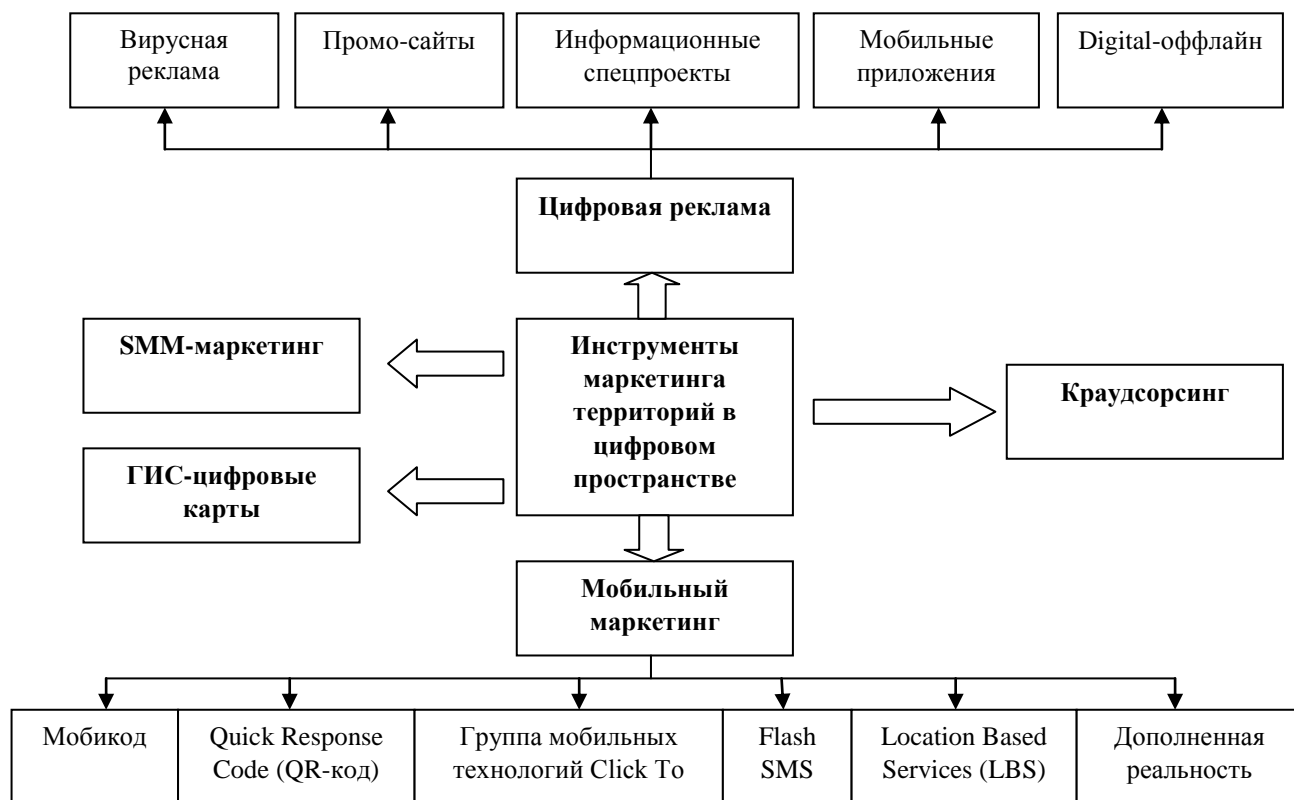 Вирусная
реклама
Промо-сайты
Информационные
спецпроекты
Мобильные
приложения
Digital-оффлайн
Цифровая реклама
SMM-маркетинг
Инструменты
маркетинга
территорий в
цифровом
пространстве
Краудсорсинг
ГИС-цифровые
карты
Мобильный
маркетинг
Мобикод
Quick Response
Code (QR-код)
Группа мобильных
технологий Click To
Flash
SMS
Location Based
Services (LBS)
Дополненная
реальность